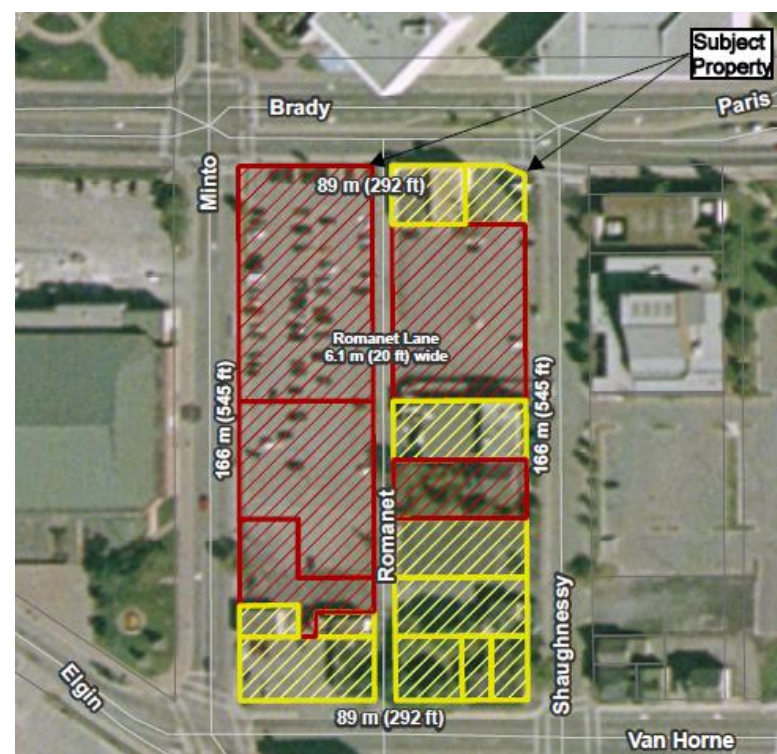 Subject
Property
Brady
Paris
Minto
89 m (292 ft)
Romanet Lane
6.1 m (20 ft) wide
166 m (545 ft)
166 m (545 ft)
Romanet
Shaughnessy
Elgin
89 m (292 ft)
Van Horne